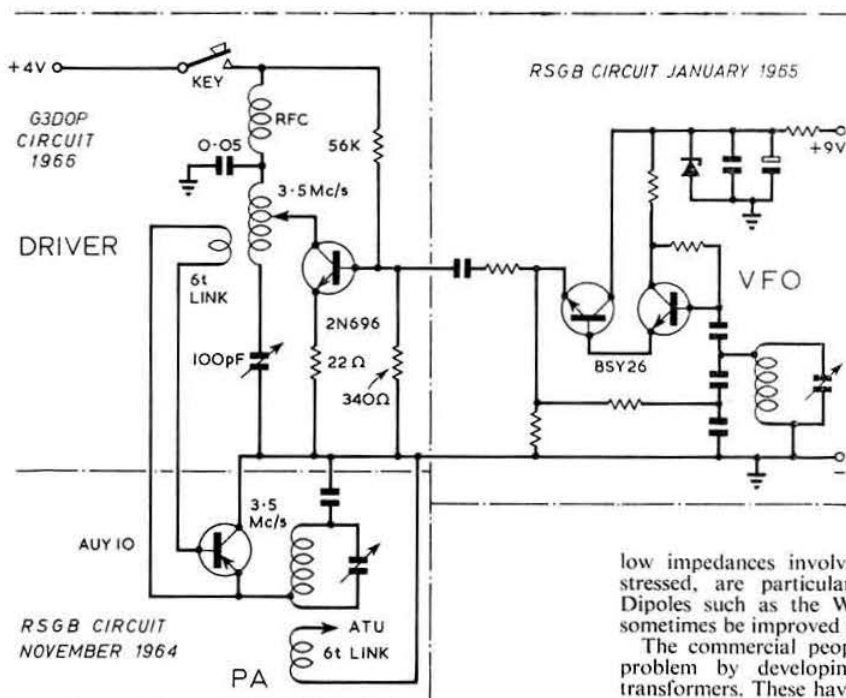 +4V
KEY
G3DOP
CIRCUIT
1966
RFC
0·05
56K
3·5Mc/s
DRIVER
6t
LINK
2N696
100pF
22Ω
340Ω
RSGB CIRCUIT JANUARY 1965
+9V
VFO
BSY26
-
AUY10
3·5
Mc/s
RSGB CIRCUIT
NOVEMBER 1964
ATU
6t LINK
PA
low impedances involv
stressed, are particular
Dipoles such as the W
sometimes be improved
The commercial peop
problem by developin
transformers. These hav